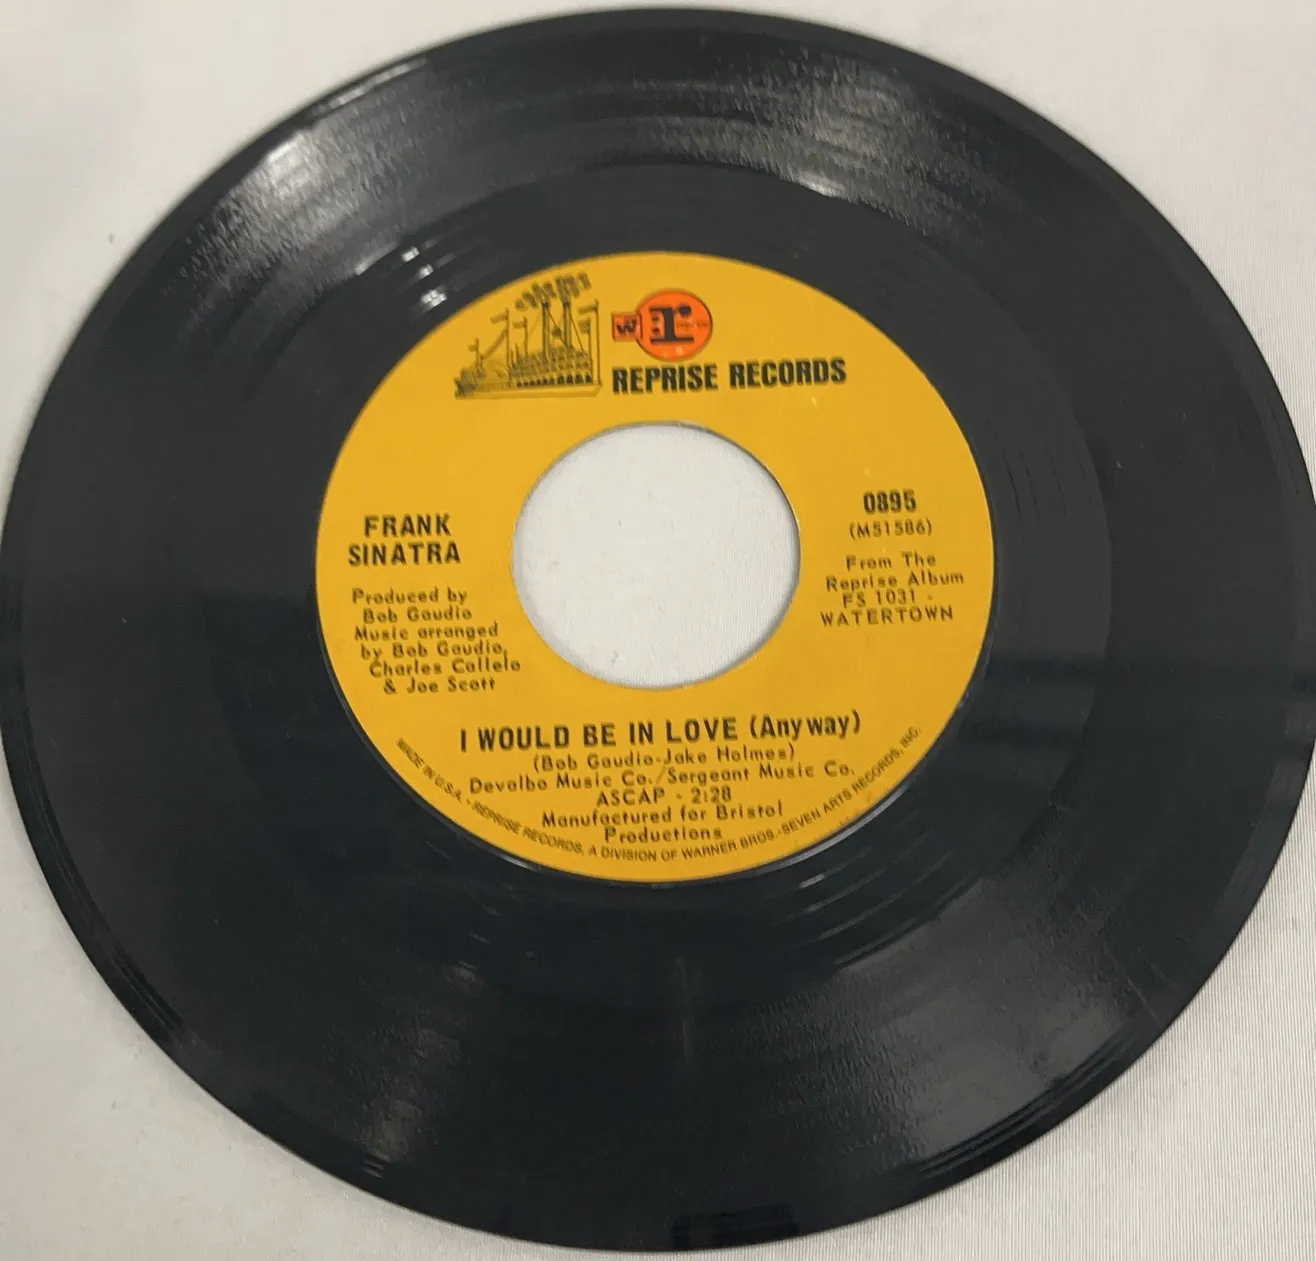 W
r
REPRISE RECORDS
FRANK
SINATRA
Produced by
Bob Gaudio
Music arranged
by Bob Gaudio,
Charles Callelo
& Joe Scott
0895
(M51586)
From The
Reprise Album
FS 1031 -
WATERTOWN
I WOULD BE IN LOVE (Anyway)
(Bob Gaudio-Jake Holmes)
Devalbo Music Co./Sergeant Music Co.
ASCAP - 2:28
Manufactured for Bristol
Productions
MADE IN U.S.A. - REPRISE RECORDS, A DIVISION OF WARNER BROS.-SEVEN ARTS RECORDS, INC.